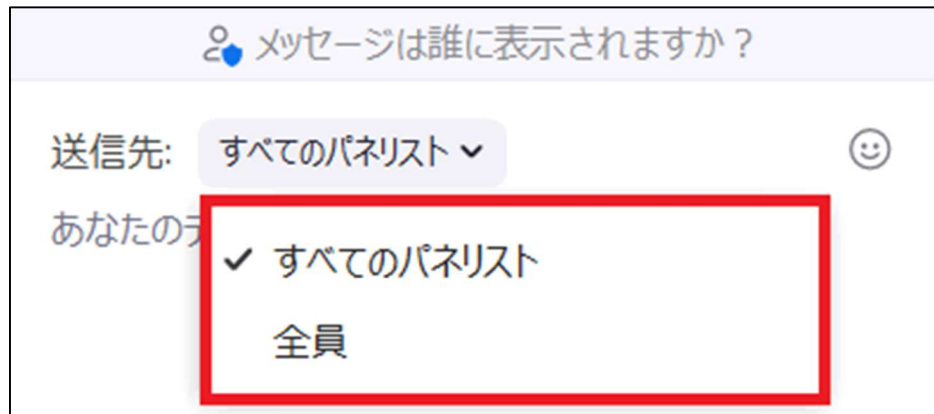 メッセージは誰に表示されますか？
送信先: すべてのパネリスト
あなたの
すべてのパネリスト
全員